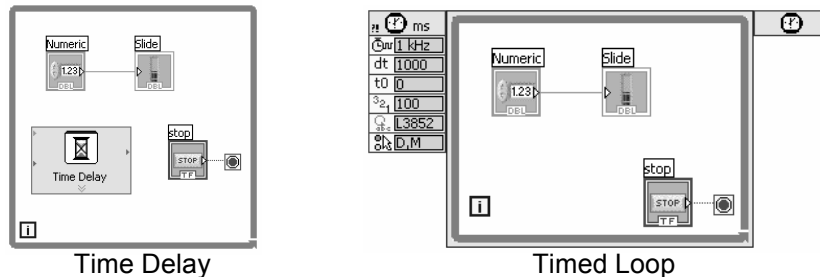 Numeric
1.23
DBL
Slide
DBL
Time Delay
stop
STOP
TF
i
Time Delay
?! ms
1 kHz
dt 1000
t0 0
321 100
L3852
D,M
Numeric
1.23
DBL
Slide
DBL
stop
STOP
TF
i
Timed Loop